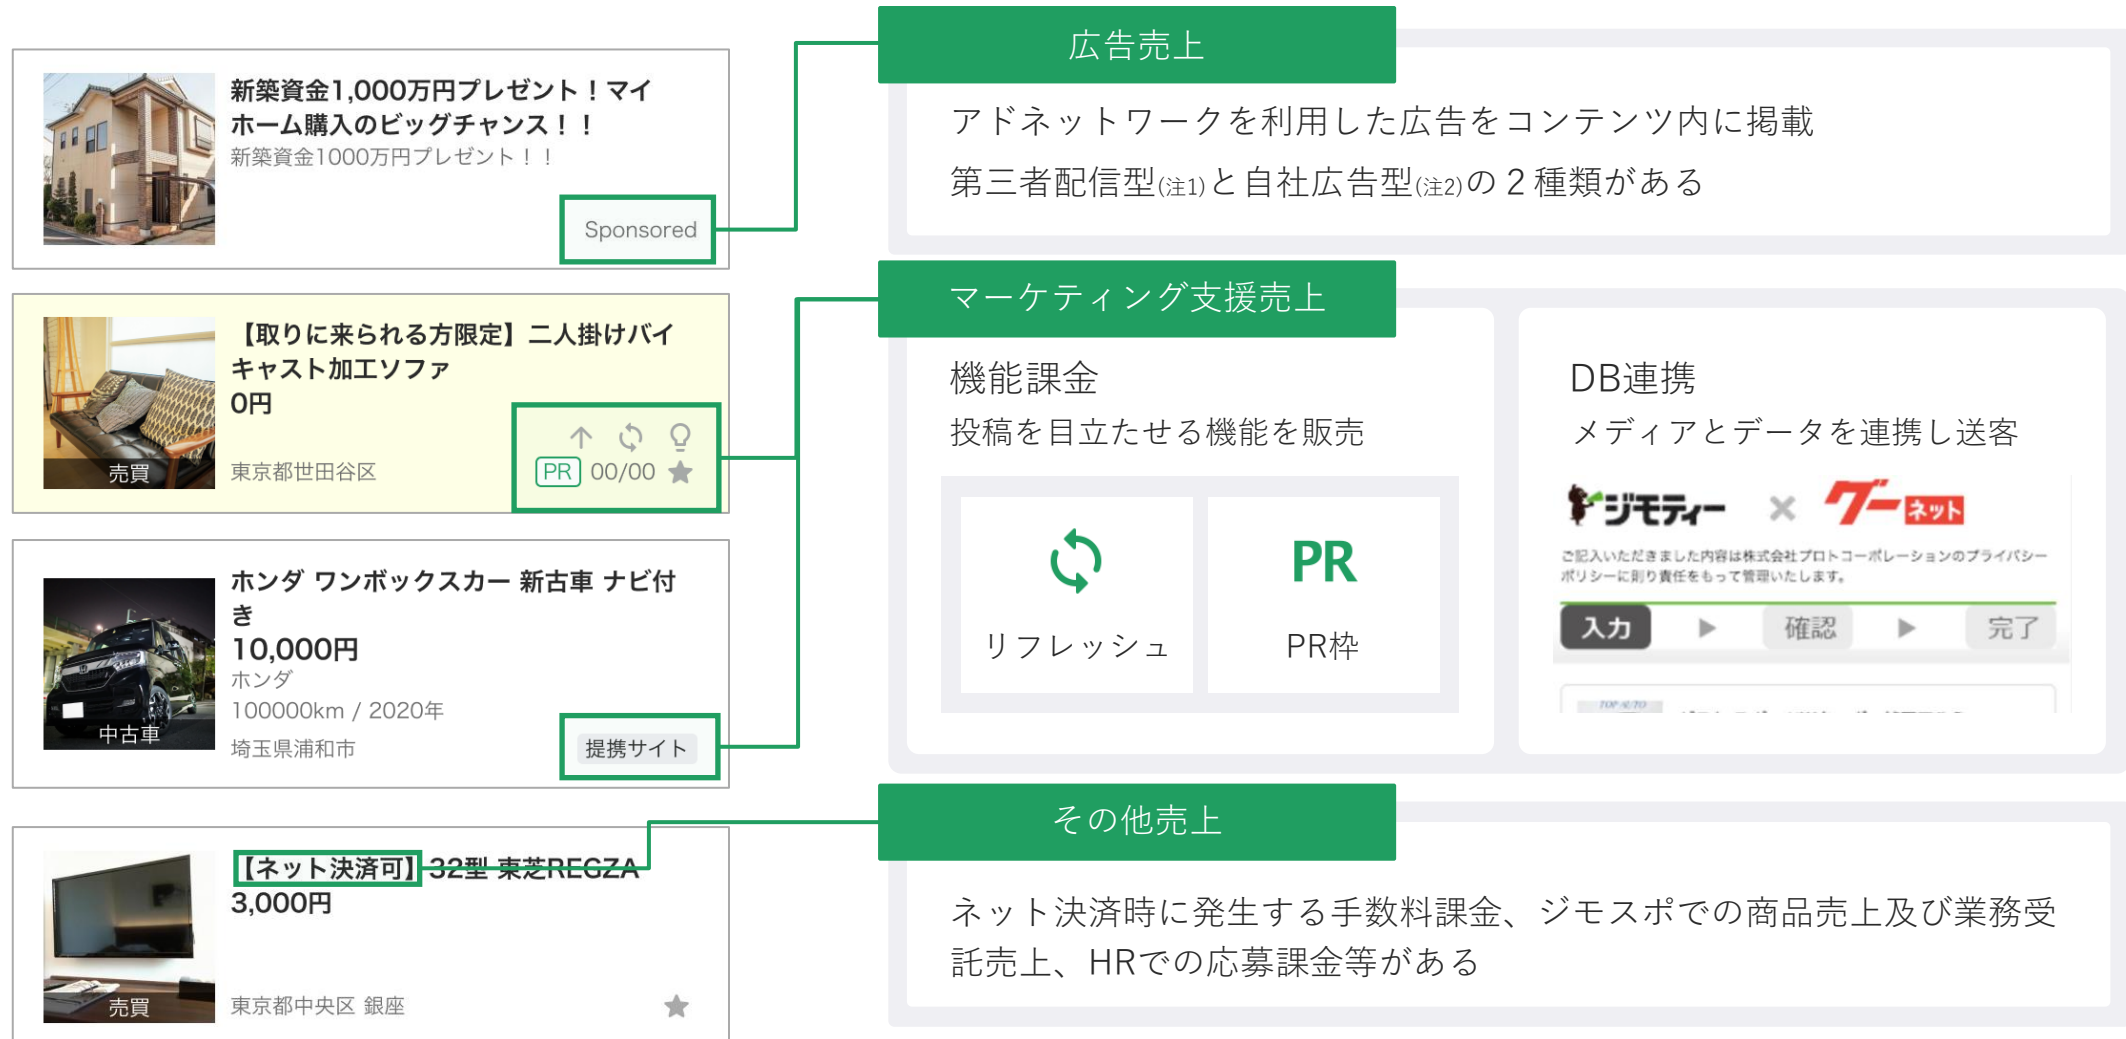 新築資金1,000万円プレゼント！マイ
ホーム購入のビッグチャンス！！
新築資金1000万円プレゼント！！
Sponsored
【取りに来られる方限定】二人掛けバイ
キャスト加工ソファ
0円
売買
東京都世田谷区
PR 00/00
ホンダ ワンボックスカー 新古車 ナビ付
き
10,000円
ホンダ
100000km / 2020年
中古車
埼玉県浦和市
提携サイト
【ネット決済可】32型 東芝REGZA
3,000円
売買
東京都中央区 銀座
広告売上
アドネットワークを利用した広告をコンテンツ内に掲載
第三者配信型(注1)と自社広告型(注2)の２種類がある
マーケティング支援売上
機能課金
投稿を目立たせる機能を販売
リフレッシュ
PR
PR枠
DB連携
メディアとデータを連携し送客
ジモティー × グーネット
ご記入いただきました内容は株式会社プロトコーポレーションのプライバシー
ポリシーに則り責任をもって管理いたします。
入力 ▶ 確認 ▶ 完了
TOP AUTO
その他売上
ネット決済時に発生する手数料課金、ジモスポでの商品売上及び業務受
託売上、HRでの応募課金等がある